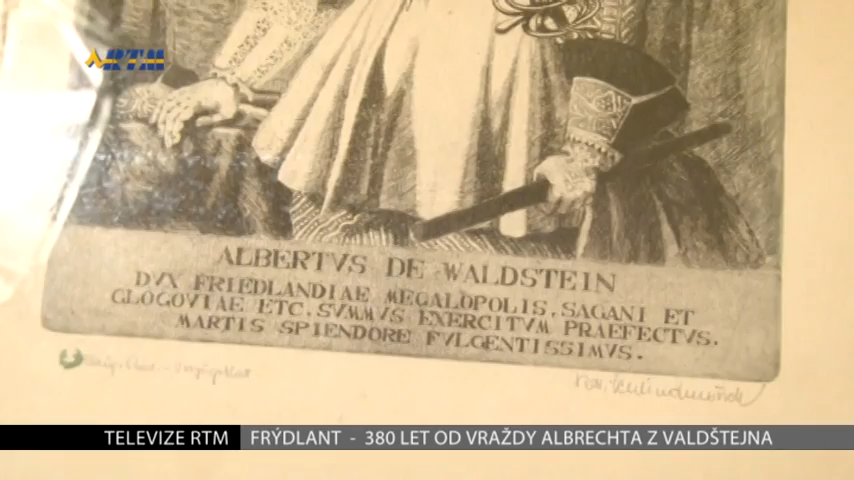 RTM
ALBERTVS DE WALDSTEIN
DVX FRIEDLANDIAE MEGALOPOLIS, SAGANI ET
GLOGOVIAE ETC, SVMMVS EXERCITVM PRAEFECTVS,
MARTIS SPIENDORE FVLGENTISSIMVS.
TELEVIZE RTM FRÝDLANT - 380 LET OD VRAŽDY ALBRECHTA Z VALDŠTEJNA